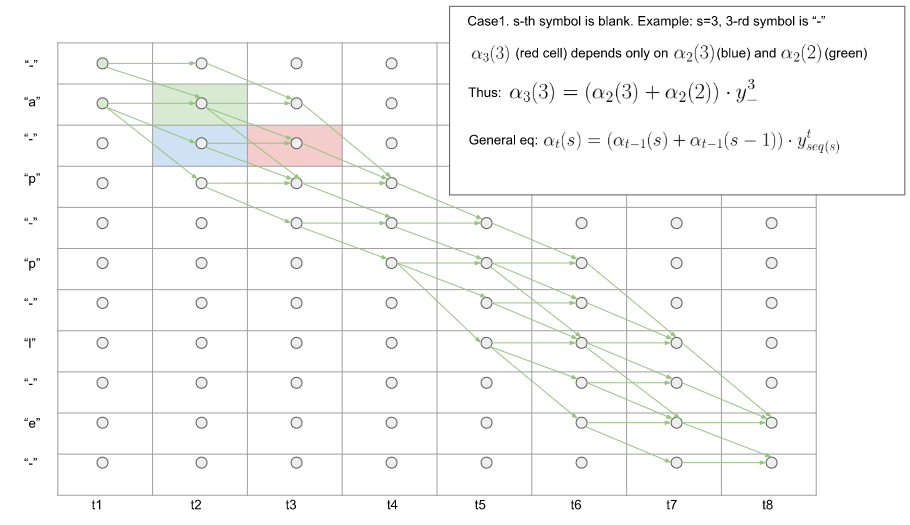 Case1. s-th symbol is blank. Example: s=3, 3-rd symbol is “-”
α₃(3) (red cell) depends only on α₂(3)(blue) and α₂(2)(green)
Thus: α₃(3) = (α₂(3) + α₂(2)) · y³₋
General eq: αₜ(s) = (αₜ₋₁(s) + αₜ₋₁(s − 1)) · yᵗ_seq(s)
“-”
“a”
“-”
“p”
“-”
“p”
“-”
“l”
“-”
“e”
“-”
t1 t2 t3 t4 t5 t6 t7 t8